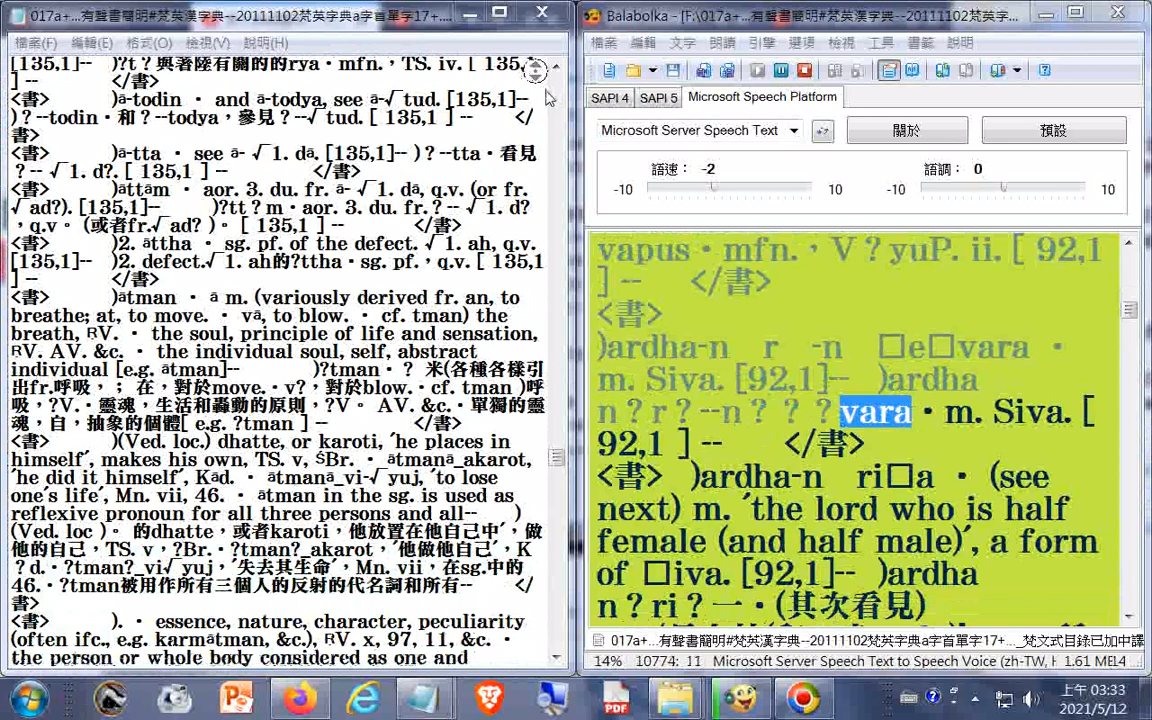 有聲書簡明#梵英漢字典--20111102梵英字典a字首單字17+...
檔案(F) 編輯(E) 格式(O) 檢視(V) 說明(H)
[135,1]-- )?t ? 與著陸有關的的rya‧mfn., TS. iv. [ 135,1
] -- </書>
<書> )ā-todin ‧ and ā-todya, see ā-√tud. [135,1]--
)?--todin‧和?--todya，參見?--√ tud. [ 135,1 ] -- </
書>
<書> )ā-tta ‧ see ā- √1. dā. [135,1]-- )?--tta‧看見
? -- √ 1. d?. [ 135,1 ] -- </書>
<書> )āttām ‧ aor. 3. du. fr. ā- √1. dā, q.v. (or fr.
√ad?). [135,1]-- )?tt ? m‧aor. 3. du. fr. ? -- √ 1. d?
, q.v。 (或者fr.√ad? )。 [ 135,1 ] -- </書>
<書> )2. āttha ‧ sg. pf. of the defect. √1. ah, q.v.
[135,1]-- )2. defect.√1. ah的?ttha‧sg. pf.，q.v. [ 135,1
] -- </書>
<書> )ātman ‧ ā m. (variously derived fr. an, to
breathe; at, to move. ‧ vā, to blow. ‧ cf. tman) the
breath, RV. ‧ the soul, principle of life and sensation,
RV. AV. &c. ‧ the individual soul, self, abstract
individual [e.g. ātman]-- )?tman‧? 米(各種各樣引
出fr.呼吸，；在，對於move.‧v?，對於blow.‧cf. tman )呼
吸，?V.‧靈魂，生活和轟動的原則，?V。 AV. &c.‧單獨的靈
魂，自，抽象的個體[ e.g. ?tman ] -- </書>
<書> )(Ved. loc.) dhatte, or karoti, 'he places in
himself', makes his own, TS. v, ŚBr. ‧ ātmanā_akarot,
'he did it himself', Kād. ‧ ātmanā_vi-√yuj, 'to lose
one's life', Mn. vii, 46. ‧ ātman in the sg. is used as
reflexive pronoun for all three persons and all-- )
(Ved. loc )。 的dhatte，或者karoti，'他放置在他自己中'，做
他的自己，TS. v，?Br.‧?tman?_akarot，'他做他自己'，K
? d.‧?tman?_vi√yuj，'失去其生命'，Mn. vii，在sg.中的
46.‧?tman被用作所有三個人的反射的代名詞和所有-- </
書>
<書> ). ‧ essence, nature, character, peculiarity
(often ifc., e.g. karmātman, &c.), RV. x, 97, 11, &c. ‧
the person or whole body considered as one and
Balabolka - [F:\017a+...有聲書簡明#梵英漢字典--20111102梵英字...
檔案 編輯 文字 朗讀 引擎 選項 檢視 工具 書籤 說明
SAPI 4 SAPI 5 Microsoft Speech Platform
Microsoft Server Speech Text 關於 預設
語速： -2 語調： 0
-10 10 -10 10
vapus‧mfn.，V ? yuP. ii. [ 92,1
] -- </書>
<書>
)ardha-n r -n □e□vara ‧
m. Siva. [92,1]-- )ardha
n ? r ? --n ? ? ? vara‧m. Siva. [
92,1 ] -- </書>
<書> )ardha-n ri□a ‧ (see
next) m. 'the lord who is half
female (and half male)', a form
of □iva. [92,1]-- )ardha
n ? ri ? 一‧(其次看見)
017a+...有聲書簡明#梵英漢字典--20111102梵英字典a字首單字17+..._梵文式目錄已加中譯
14% 10774: 11 Microsoft Server Speech Text to Speech Voice (zh-TW, H 1.61 MB
上午 03:33
2021/5/12